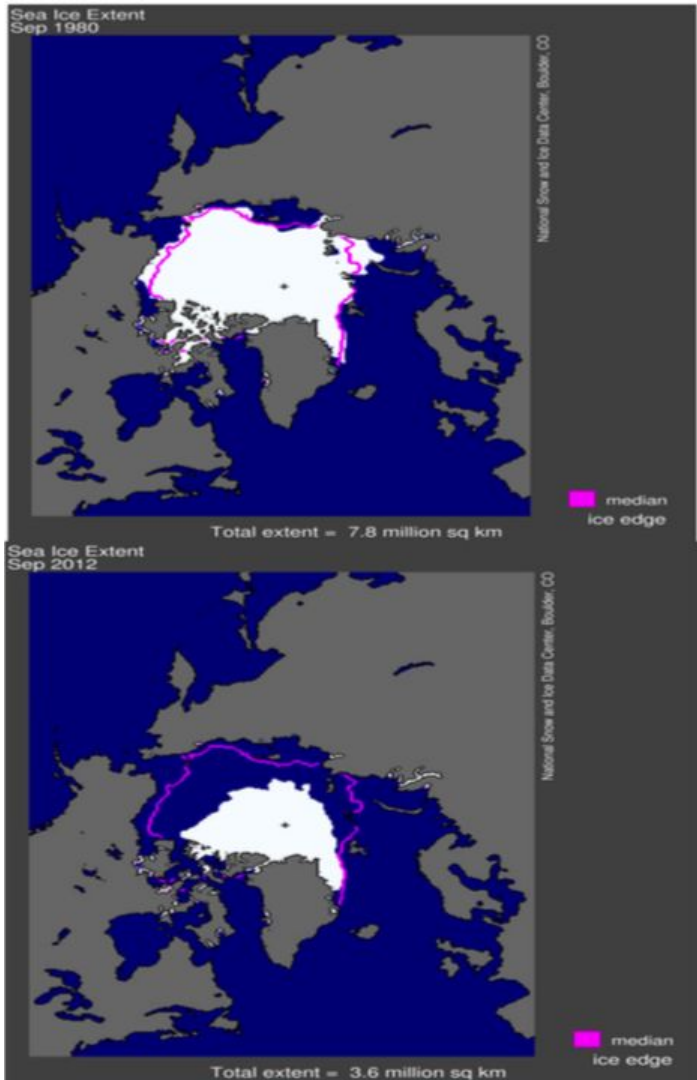 Sea Ice Extent
Sep 1980
National Snow and Ice Data Center, Boulder, CO
median
ice edge
Total extent = 7.8 million sq km
Sea Ice Extent
Sep 2012
National Snow and Ice Data Center, Boulder, CO
median
ice edge
Total extent = 3.6 million sq km